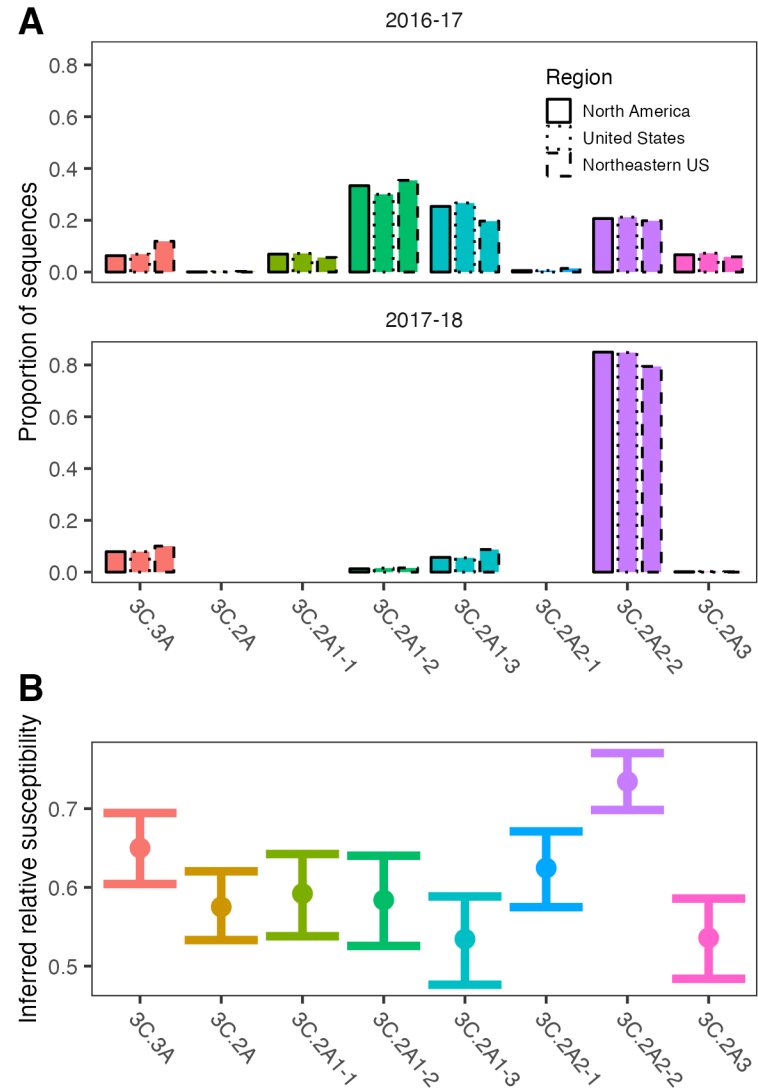 A
2016-17
Proportion of sequences
0.8
0.6
0.4
0.2
0.0
Region
North America
United States
Northeastern US
2017-18
0.8
0.6
0.4
0.2
0.0
3C.3A
3C.2A
3C.2A1-1
3C.2A1-2
3C.2A1-3
3C.2A2-1
3C.2A2-2
3C.2A3
B
Inferred relative susceptibility
0.7
0.6
0.5
3C.3A
3C.2A
3C.2A1-1
3C.2A1-2
3C.2A1-3
3C.2A2-1
3C.2A2-2
3C.2A3